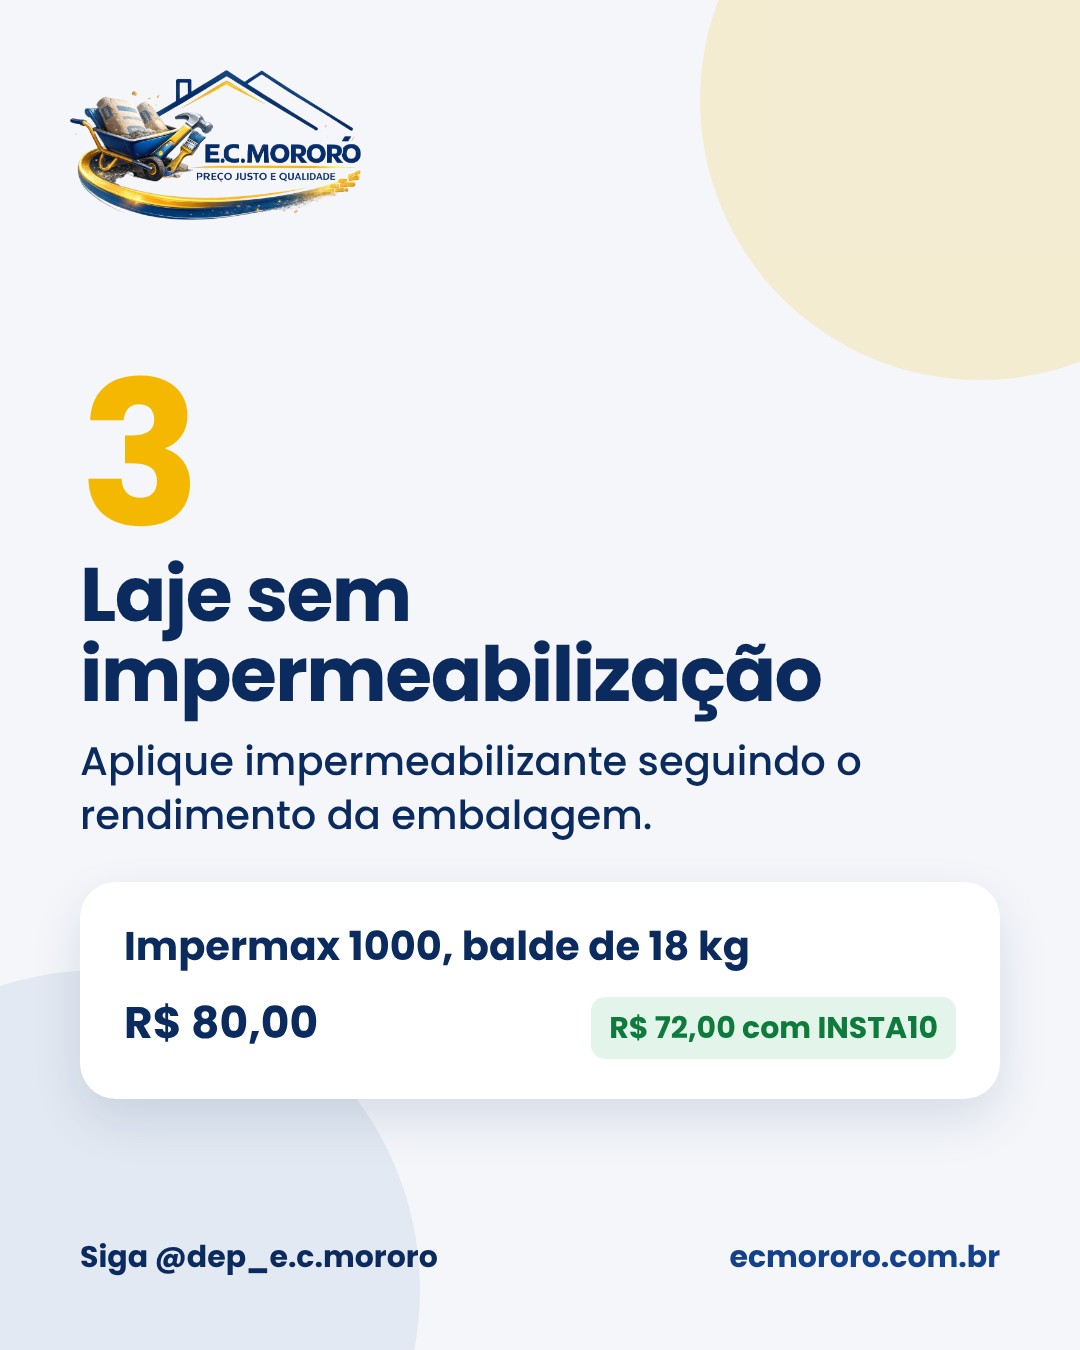 E.C.MORORÓ
PREÇO JUSTO E QUALIDADE
3
Laje sem
impermeabilização
Aplique impermeabilizante seguindo o
rendimento da embalagem.
Impermax 1000, balde de 18 kg
R$ 80,00
R$ 72,00 com INSTA10
Siga @dep_e.c.mororo
ecmororo.com.br